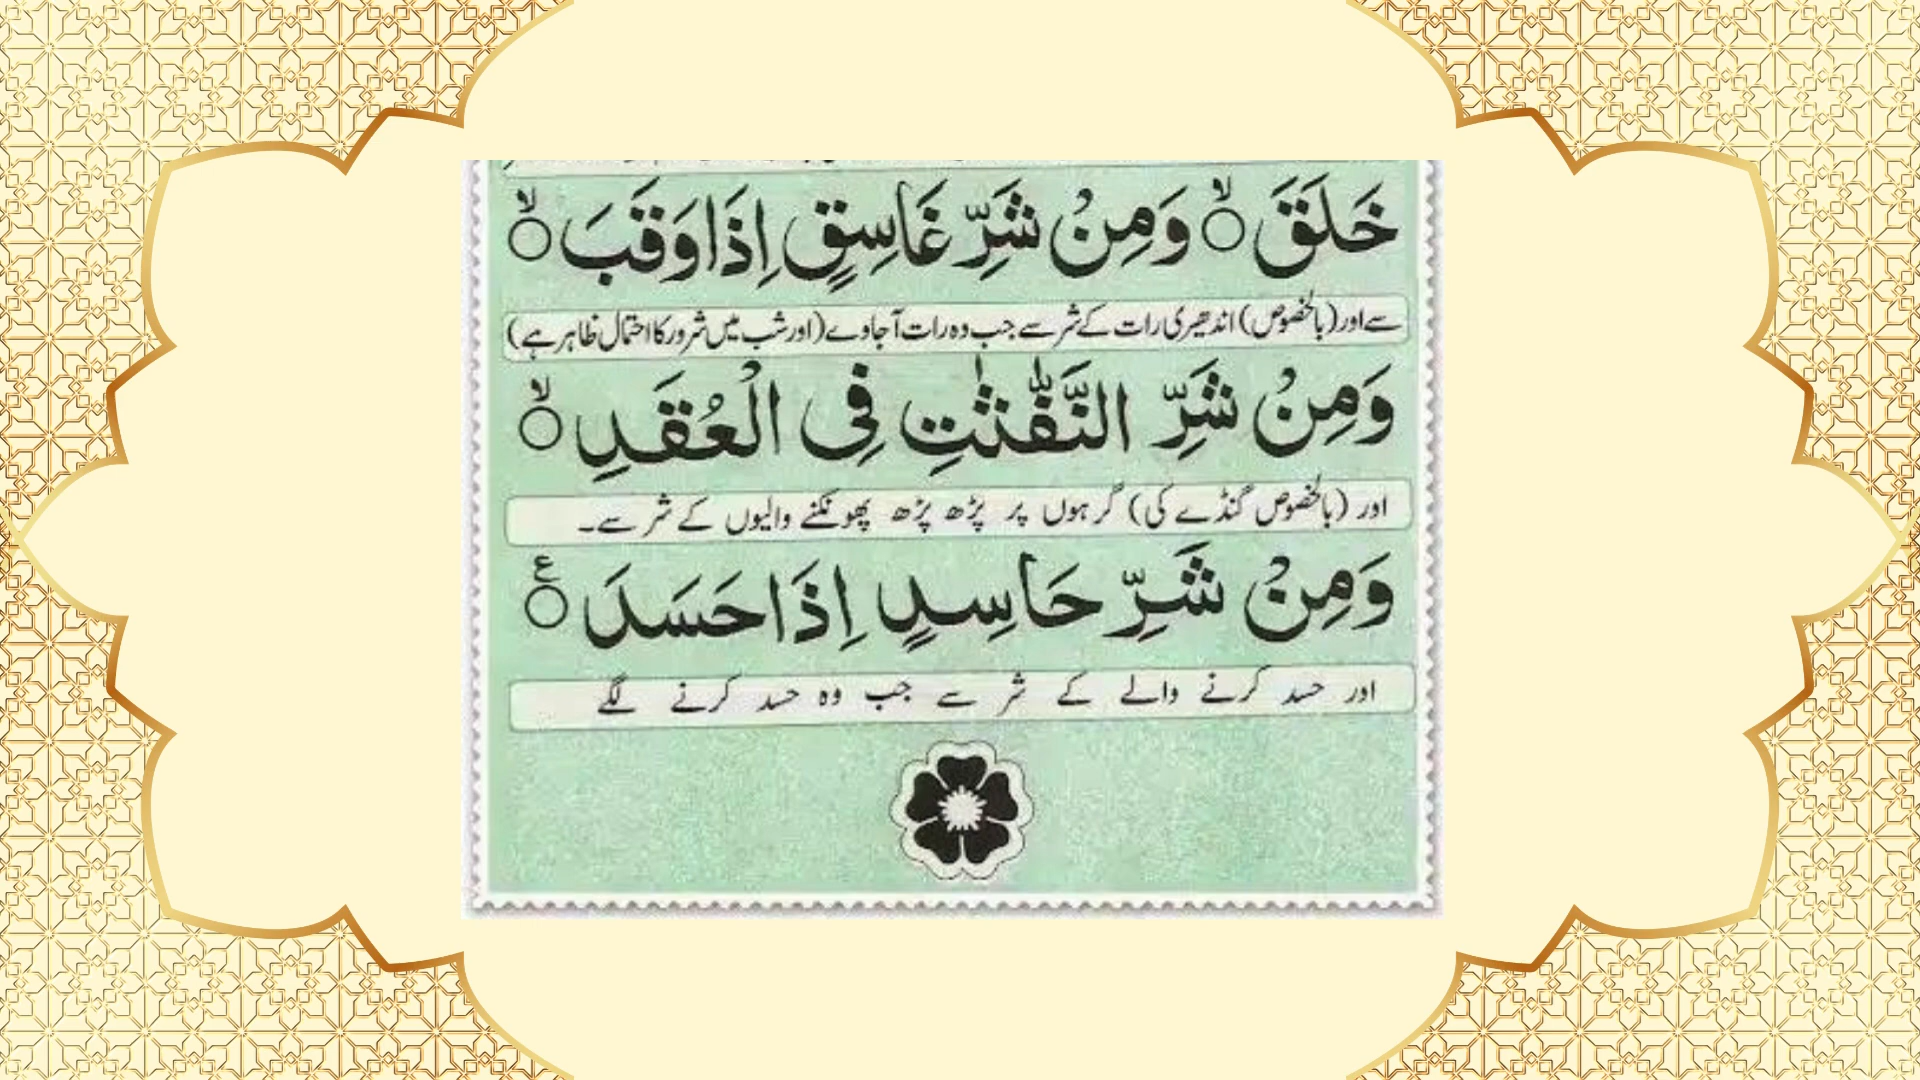 خَلَقَ ۙ وَمِنْ شَرِّ غَاسِقٍ اِذَا وَقَبَ ۙ
سے اور (بالخصوص) اندھیری رات کے شر سے جب وہ رات آجاوے (اور شب میں شرور کا احتمال ظاہر ہے)
وَمِنْ شَرِّ النَّفّٰثٰتِ فِی الْعُقَدِ ۙ
اور (بالخصوص گنڈے کی) گرہوں پر پڑھ پڑھ پھونکنے والیوں کے شر سے۔
وَمِنْ شَرِّ حَاسِدٍ اِذَا حَسَدَ ع
اور حسد کرنے والے کے شر سے جب وہ حسد کرنے لگے